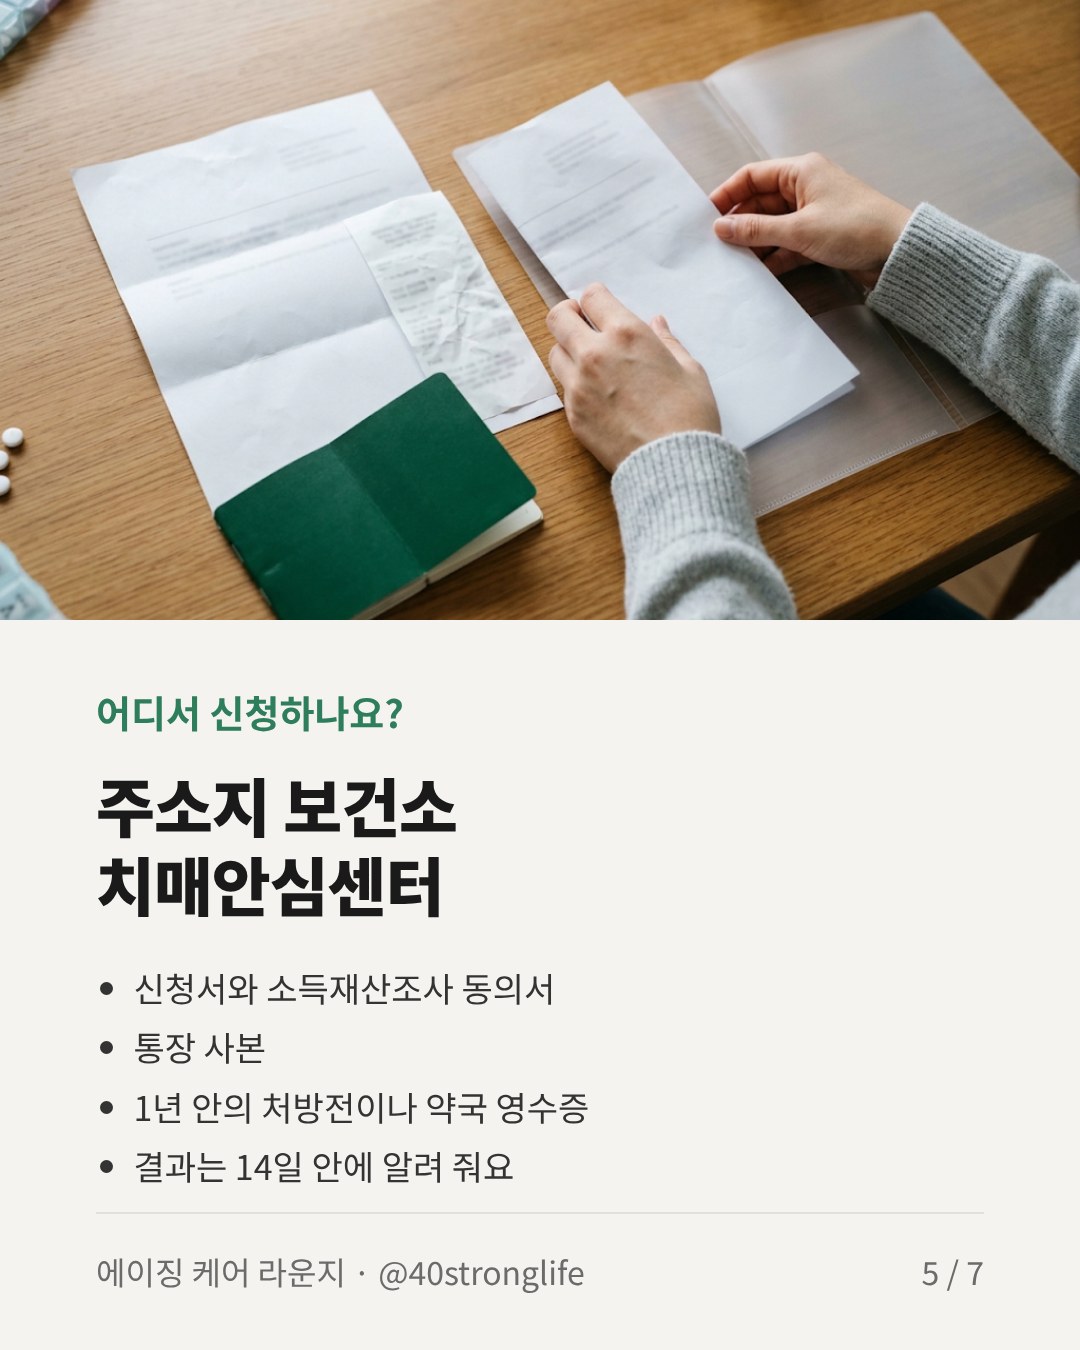 어디서 신청하나요?
주소지 보건소
치매안심센터
• 신청서와 소득재산조사 동의서
• 통장 사본
• 1년 안의 처방전이나 약국 영수증
• 결과는 14일 안에 알려 줘요
에이징 케어 라운지 · @40stronglife
5 / 7